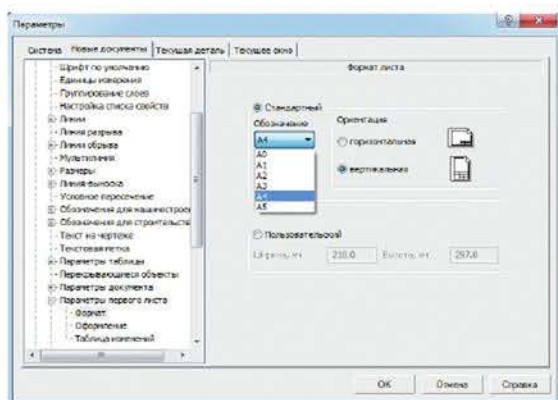 Параметры
Система Новые документы Текущая деталь Текущее окно
Шрифт по умолчанию
Единицы измерения
Группирование слоев
Настройка списка свойств
Линии
Линия разрыва
Линия обрыва
Мультилиния
Размеры
Линия-выноска
Условное пересечение
Обозначения для машиностроен
Обозначения для строительств
Текст на чертеже
Текстовая метка
Параметры таблицы
Перекрывающиеся объекты
Параметры документа
Параметры первого листа
Формат
Оформление
Таблица изменений
Формат листа
Стандартный
Обозначение
A4
A0
A1
A2
A3
A4
A5
Ориентация
горизонтальная
вертикальная
Пользовательский
Ширина, мм 210.0 Высота, мм 297.0
OK Отмена Справка